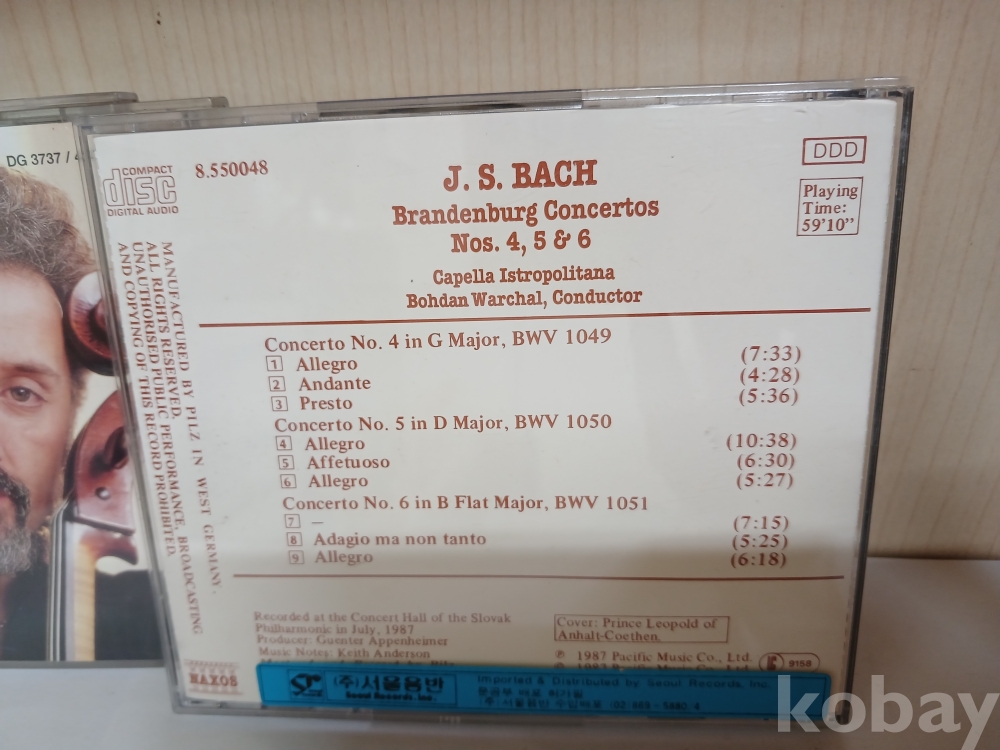 DG 3737 /
COMPACT
disc
DIGITAL AUDIO
8.550048
J. S. BACH
Brandenburg Concertos
Nos. 4, 5 & 6
Capella Istropolitana
Bohdan Warchal, Conductor
DDD
Playing
Time:
59'10"
MANUFACTURED BY PILZ IN WEST GERMANY.
ALL RIGHTS RESERVED.
UNAUTHORISED PUBLIC PERFORMANCE, BROADCASTING
AND COPYING OF THIS RECORD PROHIBITED.
Concerto No. 4 in G Major, BWV 1049
1 Allegro (7:33)
2 Andante (4:28)
3 Presto (5:36)
Concerto No. 5 in D Major, BWV 1050
4 Allegro (10:38)
5 Affetuoso (6:30)
6 Allegro (5:27)
Concerto No. 6 in B Flat Major, BWV 1051
7 – (7:15)
8 Adagio ma non tanto (5:25)
9 Allegro (6:18)
Recorded at the Concert Hall of the Slovak
Philharmonic in July, 1987
Producer: Guenter Appenheimer
Music Notes: Keith Anderson
Cover: Prince Leopold of
Anhalt-Coethen.
℗ 1987 Pacific Music Co., Ltd.
9158
NAXOS
(주)서울음반
Seoul Records, Inc.
Imported & Distributed by Seoul Records, Inc.
kobay